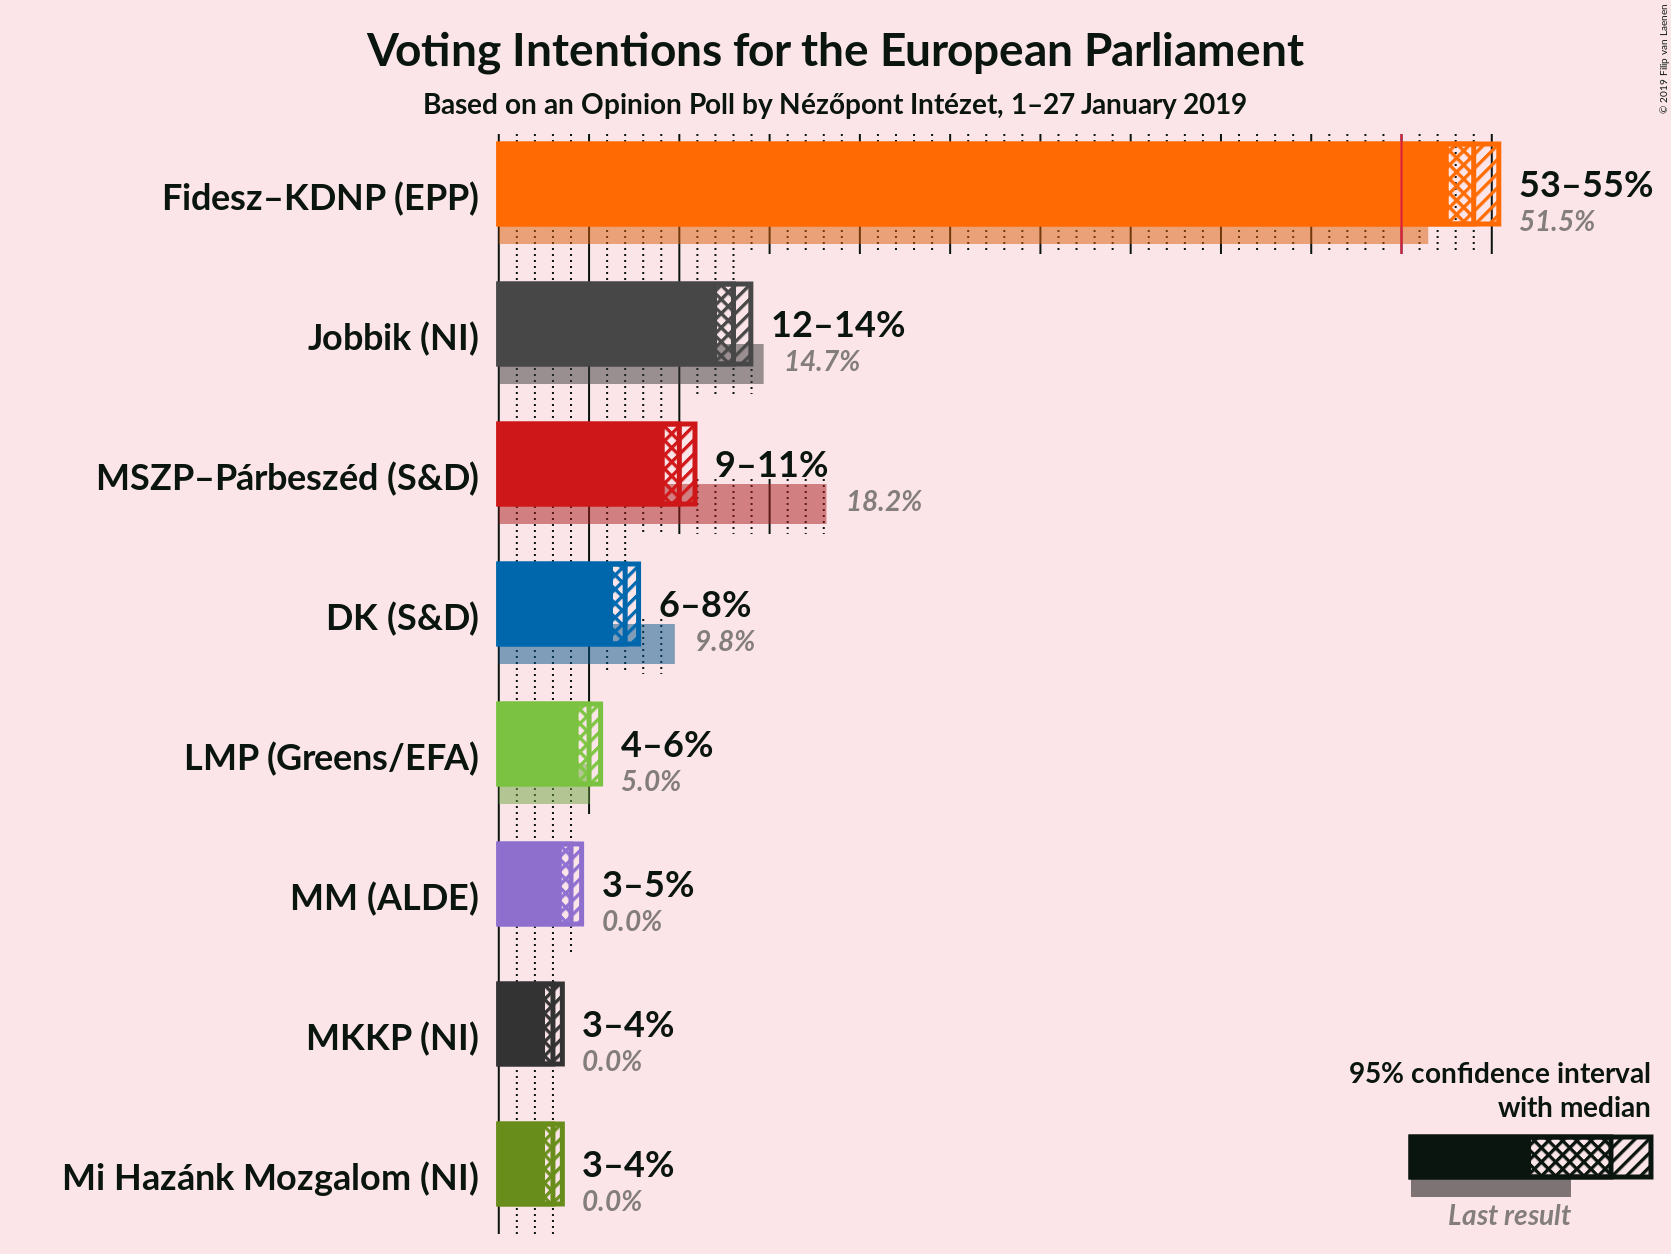 Voting Intentions for the European Parliament
Based on an Opinion Poll by Nézőpont Intézet, 1–27 January 2019
© 2019 Filip van Laenen
Fidesz–KDNP (EPP)
53–55%
51.5%
Jobbik (NI)
12–14%
14.7%
MSZP–Párbeszéd (S&D)
9–11%
18.2%
DK (S&D)
6–8%
9.8%
LMP (Greens/EFA)
4–6%
5.0%
MM (ALDE)
3–5%
0.0%
MKKP (NI)
3–4%
0.0%
Mi Hazánk Mozgalom (NI)
3–4%
0.0%
95% confidence interval
with median
Last result